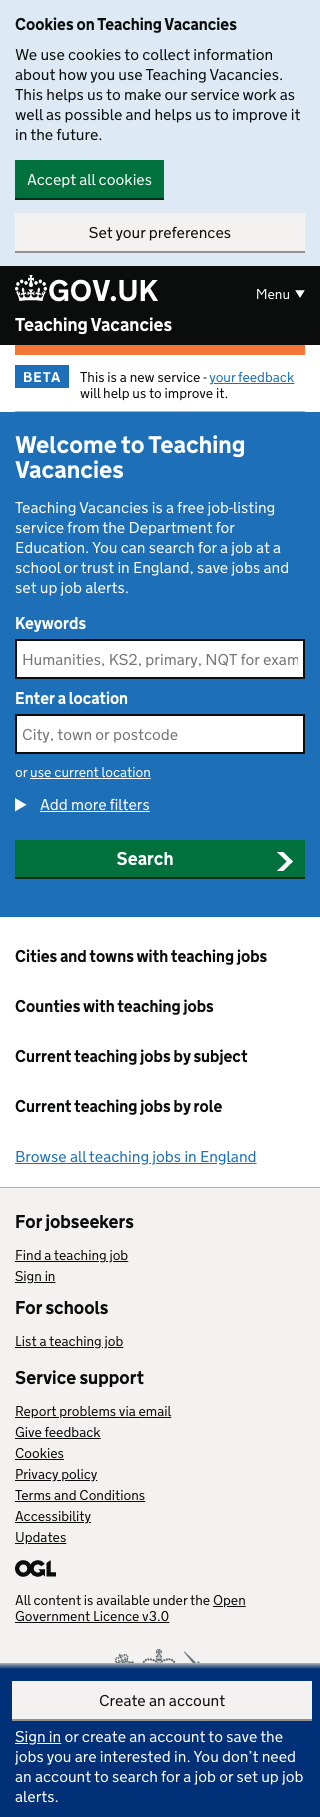 Cookies on Teaching Vacancies
We use cookies to collect information
about how you use Teaching Vacancies.
This helps us to make our service work as
well as possible and helps us to improve it
in the future.
Accept all cookies
Set your preferences
GOV.UK
Menu ▼
Teaching Vacancies
BETA
This is a new service - your feedback
will help us to improve it.
Welcome to Teaching
Vacancies
Teaching Vacancies is a free job-listing
service from the Department for
Education. You can search for a job at a
school or trust in England, save jobs and
set up job alerts.
Keywords
Humanities, KS2, primary, NQT for exam
Enter a location
City, town or postcode
or use current location
Add more filters
Search
Cities and towns with teaching jobs
Counties with teaching jobs
Current teaching jobs by subject
Current teaching jobs by role
Browse all teaching jobs in England
For jobseekers
Find a teaching job
Sign in
For schools
List a teaching job
Service support
Report problems via email
Give feedback
Cookies
Privacy policy
Terms and Conditions
Accessibility
Updates
OGL
All content is available under the Open
Government Licence v3.0
Create an account
Sign in or create an account to save the
jobs you are interested in. You don't need
an account to search for a job or set up job
alerts.